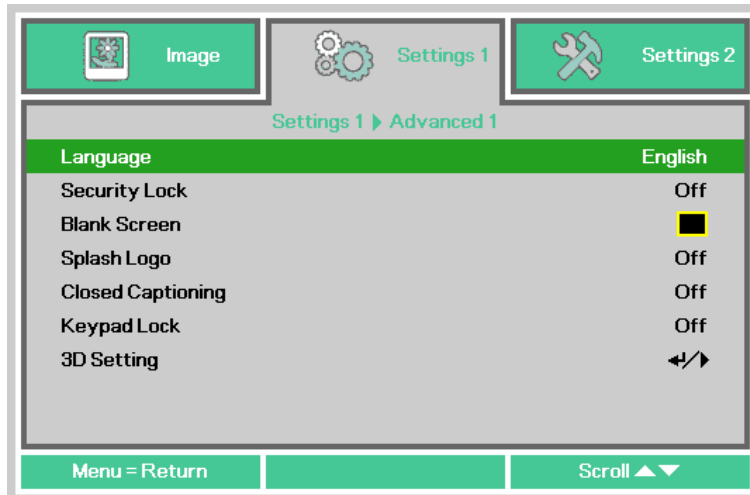 Image
Settings 1
Settings 2
Settings 1 ▶ Advanced 1
Language English
Security Lock Off
Blank Screen
Splash Logo Off
Closed Captioning Off
Keypad Lock Off
3D Setting ↵/▶
Menu = Return
Scroll ▲▼